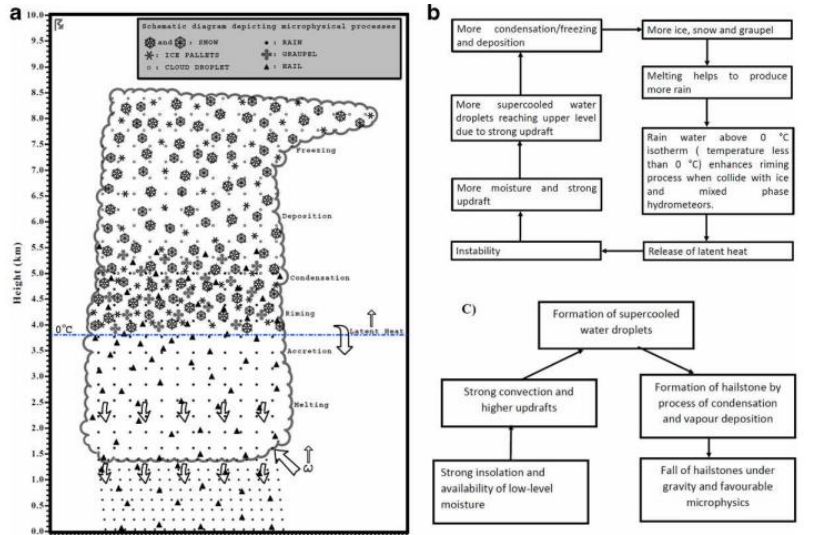 a
Schematic diagram depicting microphysical processes
and : SNOW
: RAIN
: ICE PALLETS
: GRAUPEL
: CLOUD DROPLET
: HAIL
Height (km)
10.0
9.5
9.0
8.5
8.0
7.5
7.0
6.5
6.0
5.5
5.0
4.5
4.0
3.5
3.0
2.5
2.0
1.5
1.0
0.5
0.0
Freezing
Deposition
Condensation
Riming
0°C
Latent Heat
Accretion
Melting
ω
b
More condensation/freezing
and deposition
More ice, snow and graupel
Melting helps to produce
more rain
More supercooled water
droplets reaching upper level
due to strong updraft
Rain water above 0 °C
isotherm ( temperature less
than 0 °C) enhances riming
process when collide with ice
and mixed phase
hydrometeors.
More moisture and strong
updraft
Instability
Release of latent heat
C)
Formation of supercooled
water droplets
Strong convection and
higher updrafts
Formation of hailstone by
process of condensation
and vapour deposition
Strong insolation and
availability of low-level
moisture
Fall of hailstones under
gravity and favourable
microphysics